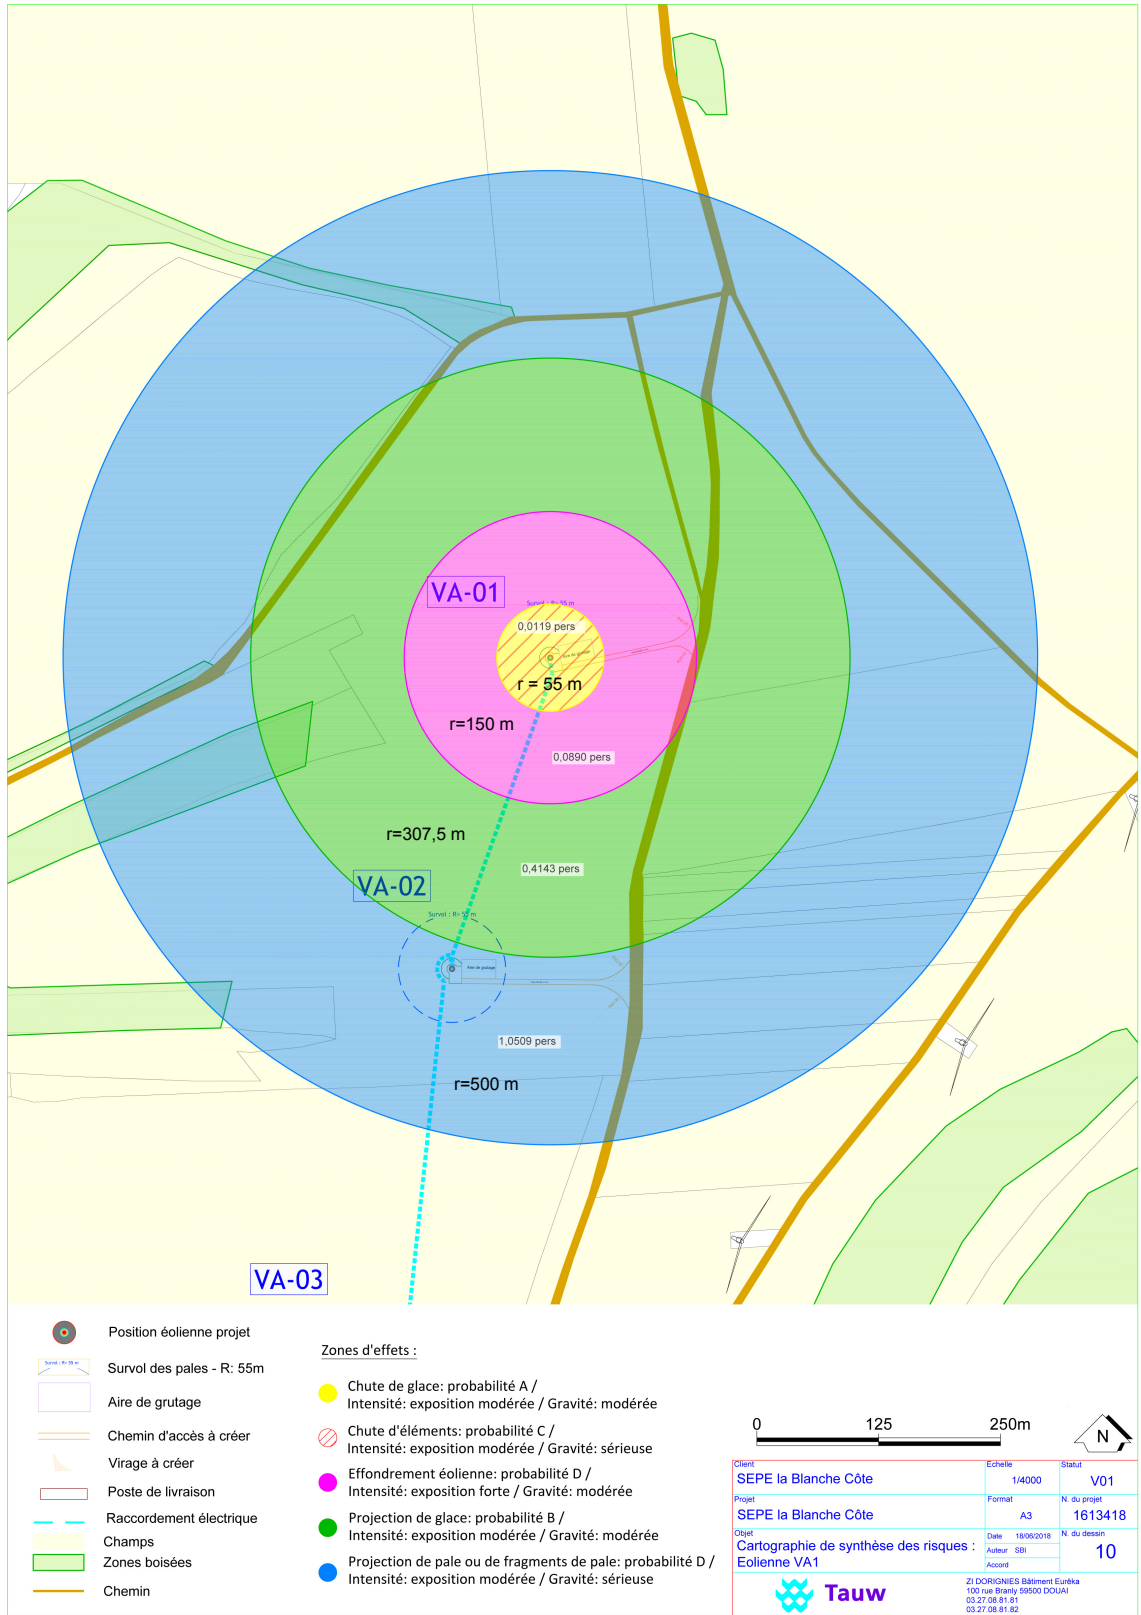 VA-01
Survol : R= 55 m
0,0119 pers
Aire de grutage
r = 55 m
r=150 m
0,0890 pers
r=307,5 m
0,4143 pers
VA-02
Survol : R= 55 m
Aire de grutage
1,0509 pers
r=500 m
VA-03
Position éolienne projet
Survol : R= 55 m
Survol des pales - R: 55m
Aire de grutage
Chemin d'accès à créer
Virage à créer
Poste de livraison
Raccordement électrique
Champs
Zones boisées
Chemin
Zones d'effets :
Chute de glace: probabilité A /
Intensité: exposition modérée / Gravité: modérée
Chute d'éléments: probabilité C /
Intensité: exposition modérée / Gravité: sérieuse
Effondrement éolienne: probabilité D /
Intensité: exposition forte / Gravité: modérée
Projection de glace: probabilité B /
Intensité: exposition modérée / Gravité: modérée
Projection de pale ou de fragments de pale: probabilité D /
Intensité: exposition modérée / Gravité: sérieuse
0 125 250m
N
Client
SEPE la Blanche Côte
Echelle
1/4000
Statut
V01
Projet
SEPE la Blanche Côte
Format
A3
N. du projet
1613418
Objet
Cartographie de synthèse des risques :
Eolienne VA1
Date 18/06/2018
Auteur SBI
Accord
N. du dessin
10
Tauw
ZI DORIGNIES Bâtiment Eurêka
100 rue Branly 59500 DOUAI
03.27.08.81.81
03.27.08.81.82